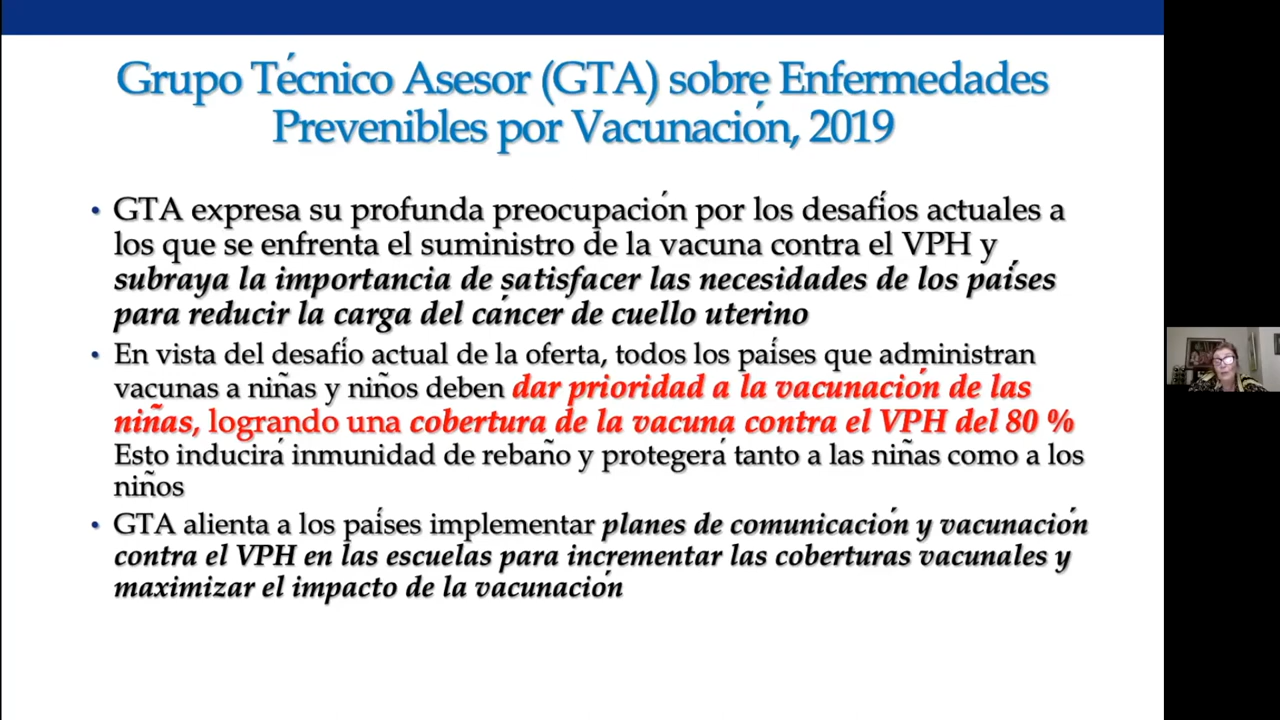 Grupo Técnico Asesor (GTA) sobre Enfermedades
Prevenibles por Vacunación, 2019
• GTA expresa su profunda preocupación por los desafíos actuales a
los que se enfrenta el suministro de la vacuna contra el VPH y
subraya la importancia de satisfacer las necesidades de los países
para reducir la carga del cáncer de cuello uterino
• En vista del desafío actual de la oferta, todos los países que administran
vacunas a niñas y niños deben dar prioridad a la vacunación de las
niñas, logrando una cobertura de la vacuna contra el VPH del 80 %
Esto inducirá inmunidad de rebaño y protegerá tanto a las niñas como a los
niños
• GTA alienta a los países implementar planes de comunicación y vacunación
contra el VPH en las escuelas para incrementar las coberturas vacunales y
maximizar el impacto de la vacunación